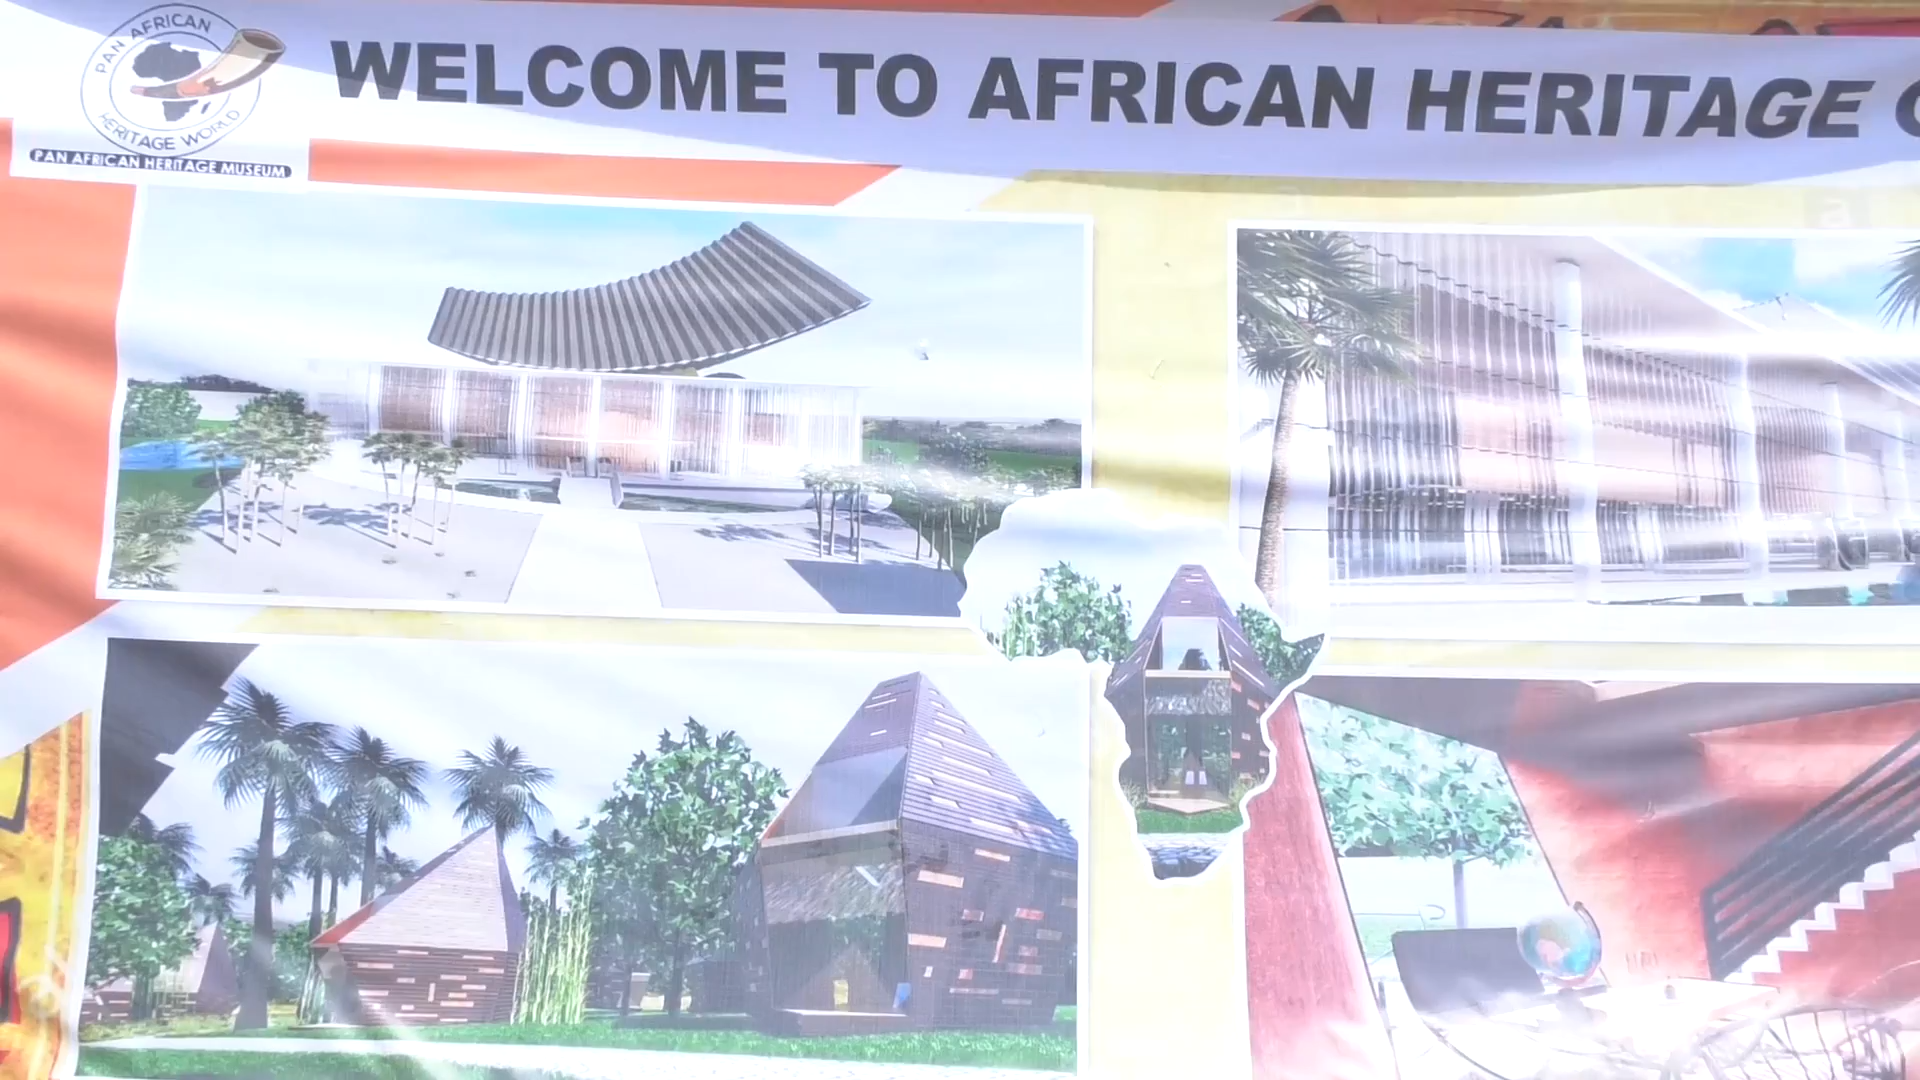 PAN AFRICAN
HERITAGE WORLD
PAN AFRICAN HERITAGE MUSEUM
WELCOME TO AFRICAN HERITAGE